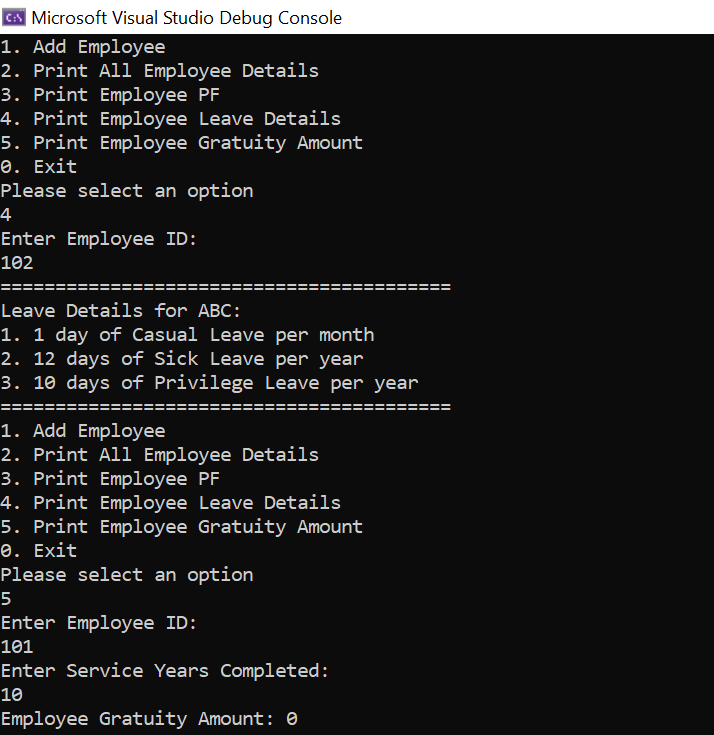 Microsoft Visual Studio Debug Console
1. Add Employee
2. Print All Employee Details
3. Print Employee PF
4. Print Employee Leave Details
5. Print Employee Gratuity Amount
0. Exit
Please select an option
4
Enter Employee ID:
102
=========================================
Leave Details for ABC:
1. 1 day of Casual Leave per month
2. 12 days of Sick Leave per year
3. 10 days of Privilege Leave per year
=========================================
1. Add Employee
2. Print All Employee Details
3. Print Employee PF
4. Print Employee Leave Details
5. Print Employee Gratuity Amount
0. Exit
Please select an option
5
Enter Employee ID:
101
Enter Service Years Completed:
10
Employee Gratuity Amount: 0